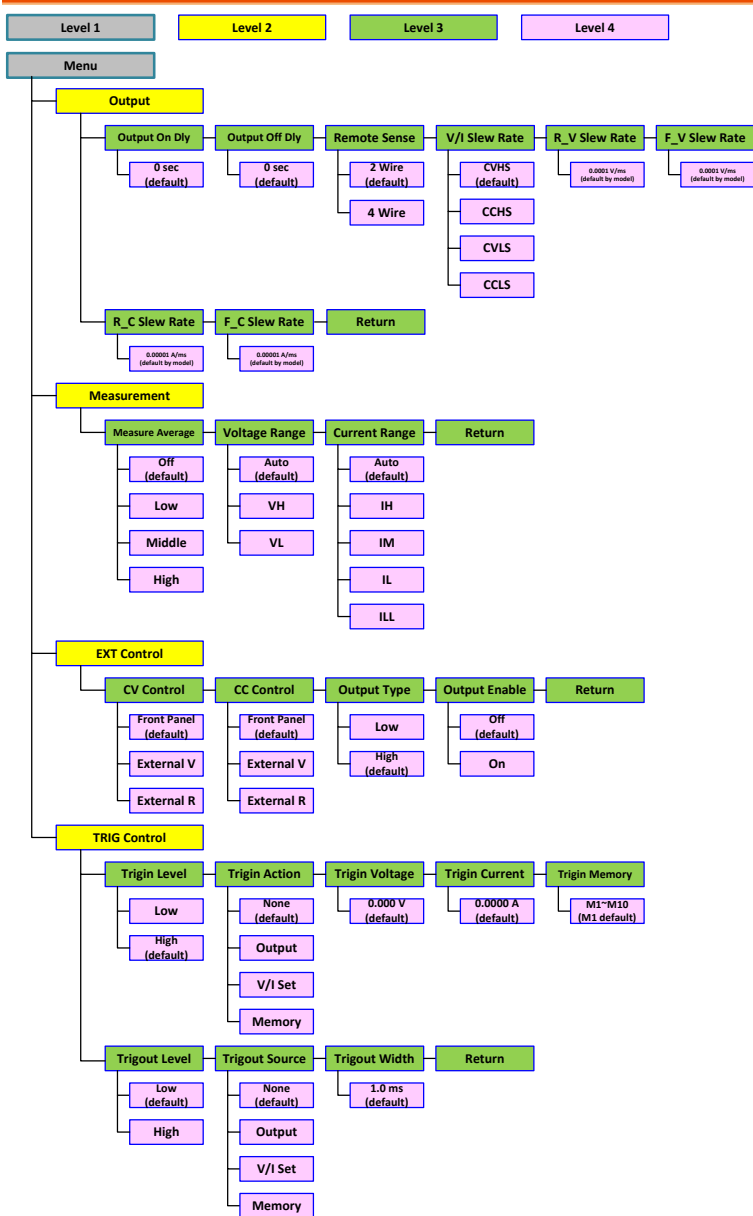 Level 1 Level 2 Level 3 Level 4
Menu
Output
Output On Dly Output Off Dly Remote Sense V/I Slew Rate R_V Slew Rate F_V Slew Rate
0 sec
(default)
0 sec
(default)
2 Wire
(default)
CVHS
(default)
0.0001 V/ms
(default by model)
0.0001 V/ms
(default by model)
4 Wire
CCHS
CVLS
CCLS
R_C Slew Rate F_C Slew Rate Return
0.00001 A/ms
(default by model)
0.00001 A/ms
(default by model)
Measurement
Measure Average Voltage Range Current Range Return
Off
(default)
Auto
(default)
Auto
(default)
Low VH IH
Middle VL IM
High IL
ILL
EXT Control
CV Control CC Control Output Type Output Enable Return
Front Panel
(default)
Front Panel
(default)
Low
Off
(default)
External V External V
High
(default)
On
External R External R
TRIG Control
Trigin Level Trigin Action Trigin Voltage Trigin Current Trigin Memory
Low
None
(default)
0.000 V
(default)
0.0000 A
(default)
M1~M10
(M1 default)
High
(default)
Output
V/I Set
Memory
Trigout Level Trigout Source Trigout Width Return
Low
(default)
None
(default)
1.0 ms
(default)
High Output
V/I Set
Memory